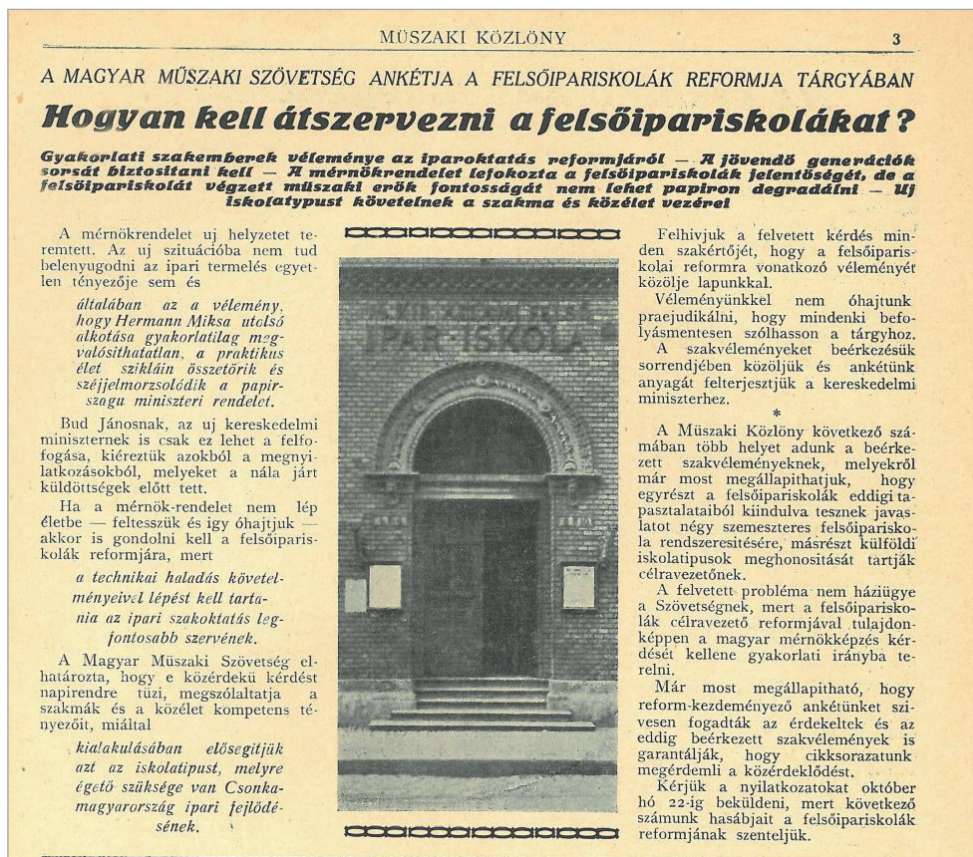 MÜSZAKI KÖZLÖNY 3
A MAGYAR MŰSZAKI SZÖVETSÉG ANKÉTJA A FELSŐIPARISKOLÁK REFORMJA TÁRGYÁBAN
Hogyan kell átszervezni a felsőipariskolákat?
Gyakorlati szakemberek véleménye az iparoktatás reformjáról — A jövendő generációk
sorsát biztositani kell — A mérnökrendelet lefokozta a felsőipariskolák jelentőségét, de a
felsőipariskolát végzett müszaki erők fontosságát nem lehet papiron degradálni — Uj
iskolatypust követelnek a szakma és közélet vezérei
A mérnökrendelet uj helyzetet te-
remtett. Az uj szituációba nem tud
belenyugodni az ipari termelés egyet-
len tényezője sem és
általában az a vélemény,
hogy Hermann Miksa utolsó
alkotása gyakorlatilag meg-
valósithatatlan, a praktikus
élet szikláin összetörik és
széjjelmorzsolódik a papir-
szagu miniszteri rendelet.
Bud Jánosnak, az uj kereskedelmi
miniszternek is csak ez lehet a felfo-
fogása, kiéreztük azokból a megnyi-
latkozásokból, melyeket a nála járt
küldöttségek előtt tett.
Ha a mérnök-rendelet nem lép
életbe — feltesszük és igy óhajtjuk —
akkor is gondolni kell a felsőiparis-
kolák reformjára, mert
a technikai haladás követel-
ményeivel lépést kell tarta-
nia az ipari szakoktatás leg-
fontosabb szervének.
A Magyar Müszaki Szövetség el-
határozta, hogy e közérdekü kérdést
napirendre tüzi, megszólaltatja a
szakmák és a közélet kompetens té-
nyezőit, miáltal
kialakulásában elősegitjük
azt az iskolatipust, melyre
égető szüksége van Csonka-
magyarország ipari fejlődé-
sének.
IPAR-ISKOLA
Felhivjuk a felvetett kérdés min-
den szakértőjét, hogy a felsőiparis-
kolai reformra vonatkozó véleményét
közölje lapunkkal.
Véleményünkkel nem óhajtunk
praejudikálni, hogy mindenki befo-
lyásmentesen szólhasson a tárgyhoz.
A szakvéleményeket beérkezésük
sorrendjében közöljük és ankétünk
anyagát felterjesztjük a kereskedelmi
miniszterhez.
*
A Müszaki Közlöny következő szá-
mában több helyet adunk a beérke-
zett szakvéleményeknek, melyekről
már most megállapithatjuk, hogy
egyrészt a felsőipariskolák eddigi ta-
pasztalataiból kiindulva tesznek javas-
latot négy szemeszteres felsőiparisko-
la rendszeresitésére, másrészt külföldi
iskolatipusok meghonositását tartják
célravezetőnek.
A felvetett probléma nem háziügye
a Szövetségnek, mert a felsőiparisko-
lák célravezető reformjával tulajdon-
képpen a magyar mérnökképzés kér-
dését kellene gyakorlati irányba te-
relni.
Már most megállapitható, hogy
reform-kezdeményező ankétünket szi-
vesen fogadták az érdekeltek és az
eddig beérkezett szakvélemények is
garantálják, hogy cikksorazatunk
megérdemli a közérdeklődést.
Kérjük a nyilatkozatokat október
hó 22-ig beküldeni, mert következő
számunk hasábjait a felsőipariskolák
reformjának szenteljük.